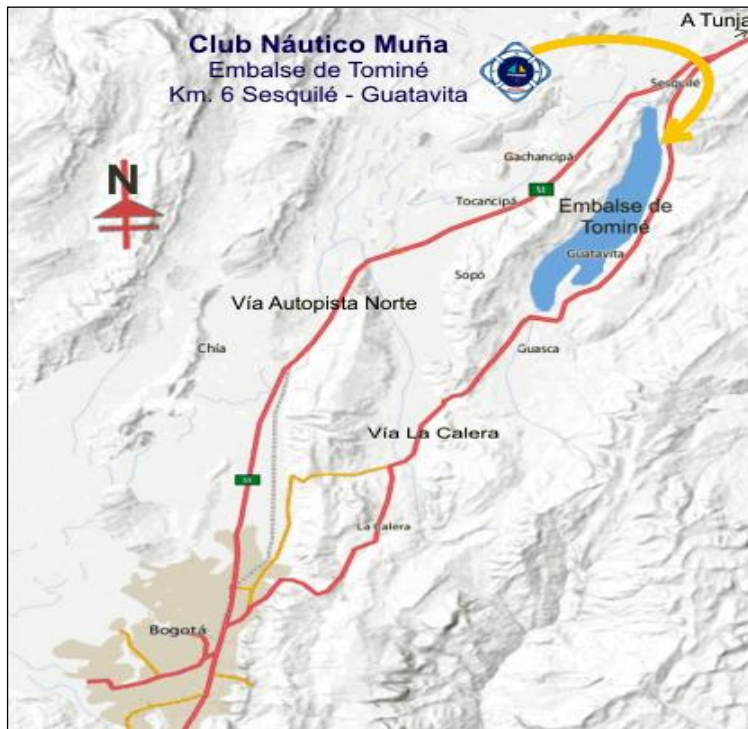 A Tunja
Club Náutico Muña
Embalse de Tominé
Km. 6 Sesquilé - Guatavita
Sesquilé
N
Gachancipá
Tocancipá
Embalse de
Tominé
Guatavita
Sopó
Vía Autopista Norte
Chía
Guasca
Vía La Calera
La Calera
Bogotá